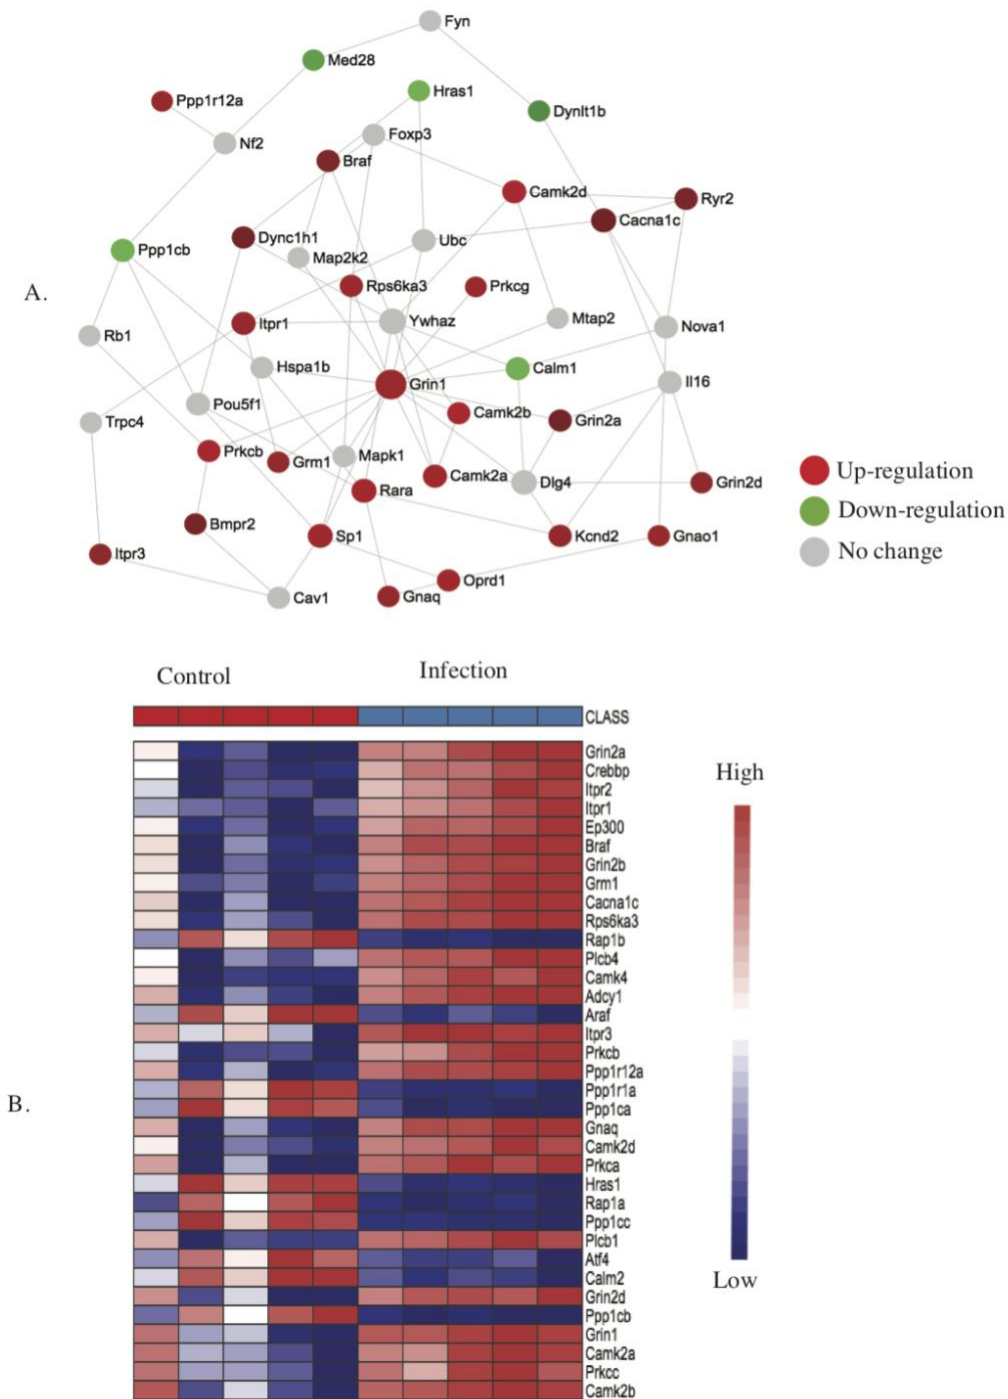 Fyn
Med28
Hras1
Ppp1r12a
Dynlt1b
Foxp3
Nf2
Braf
Camk2d
Ryr2
Cacna1c
Dync1h1
Ubc
Ppp1cb
Map2k2
A.
Rps6ka3
Prkcg
Itpr1
Ywhaz
Mtap2
Nova1
Rb1
Hspa1b
Calm1
Grin1
Il16
Pou5f1
Camk2b
Grin2a
Trpc4
Prkcb
Grm1
Mapk1
Camk2a
Dlg4
Grin2d
Rara
Bmpr2
Sp1
Kcnd2
Gnao1
Itpr3
Oprd1
Cav1
Gnaq
Up-regulation
Down-regulation
No change
Control
Infection
CLASS
Grin2a
Crebbp
Itpr2
Itpr1
Ep300
Braf
Grin2b
Grm1
Cacna1c
Rps6ka3
Rap1b
Plcb4
Camk4
Adcy1
Araf
Itpr3
Prkcb
Ppp1r12a
Ppp1r1a
Ppp1ca
Gnaq
Camk2d
Prkca
Hras1
Rap1a
Ppp1cc
Plcb1
Atf4
Calm2
Grin2d
Ppp1cb
Grin1
Camk2a
Prkcc
Camk2b
High
Low
B.